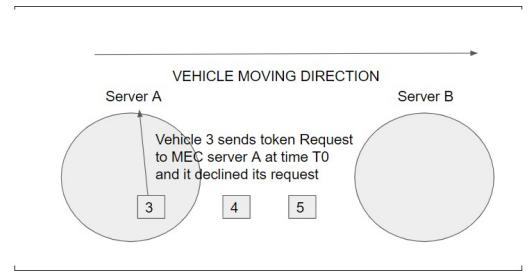 VEHICLE MOVING DIRECTION
Server A
Server B
Vehicle 3 sends token Request
to MEC server A at time T0
and it declined its request
3
4
5